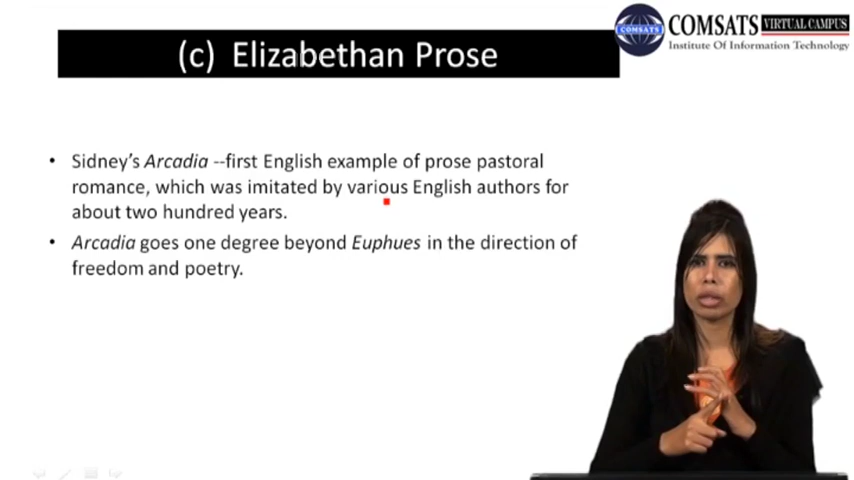 COMSATS
COMSATS VIRTUAL CAMPUS
Institute Of Information Technology
(c) Elizabethan Prose
• Sidney's Arcadia --first English example of prose pastoral
romance, which was imitated by various English authors for
about two hundred years.
• Arcadia goes one degree beyond Euphues in the direction of
freedom and poetry.